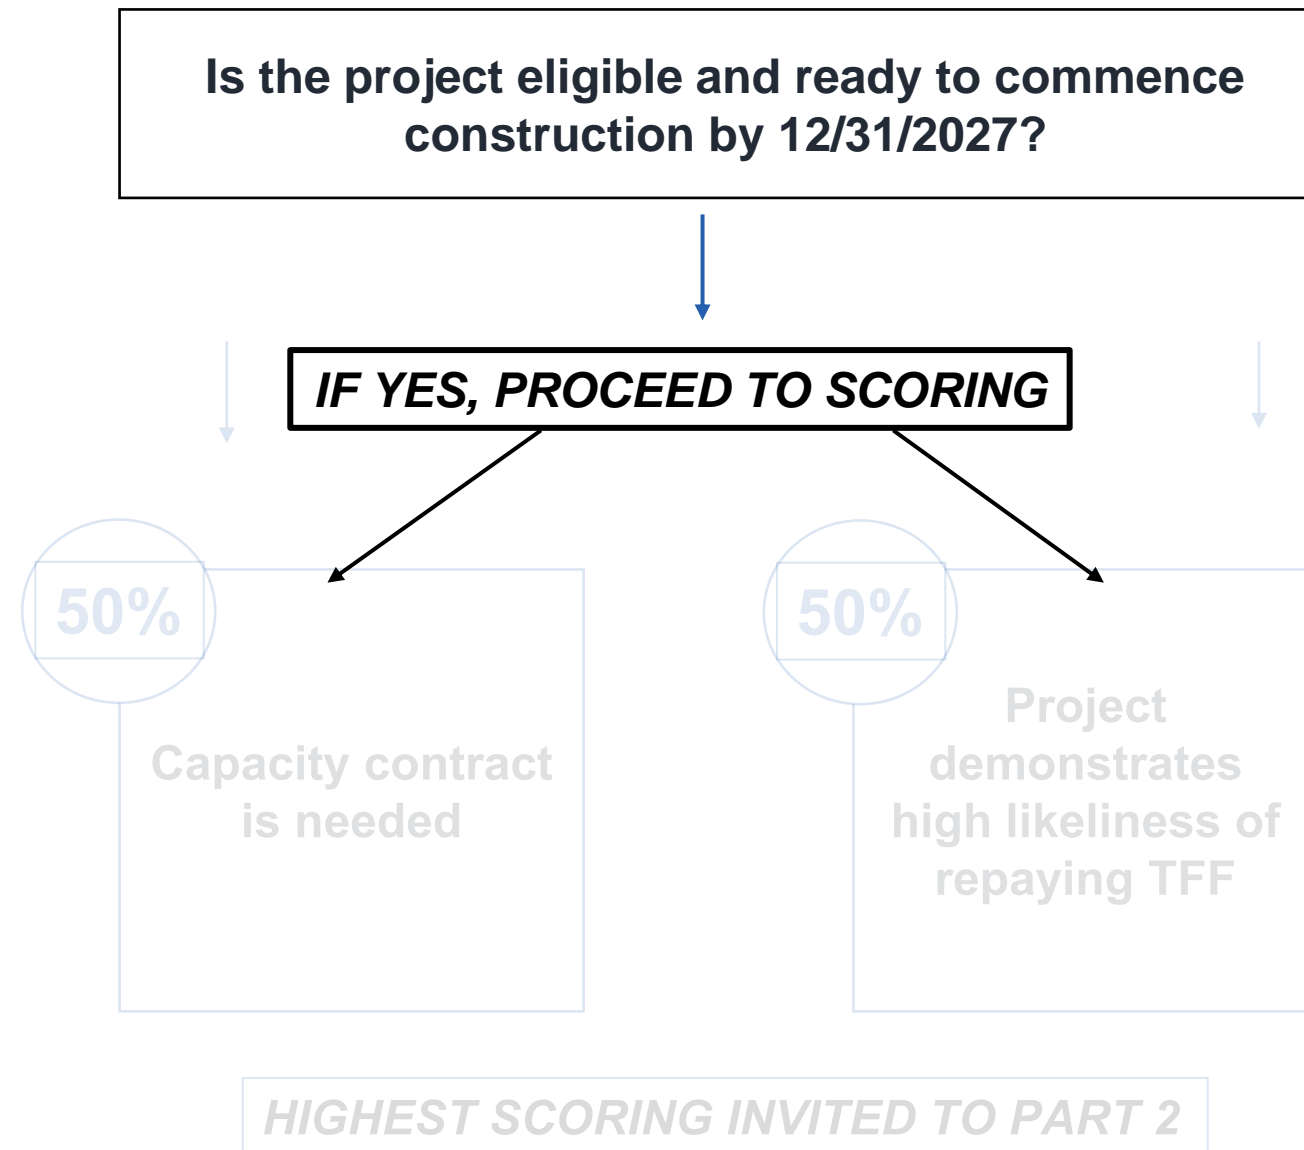 Is the project eligible and ready to commence
construction by 12/31/2027?
IF YES, PROCEED TO SCORING
50%
Capacity contract
is needed
50%
Project
demonstrates
high likeliness of
repaying TFF
HIGHEST SCORING INVITED TO PART 2